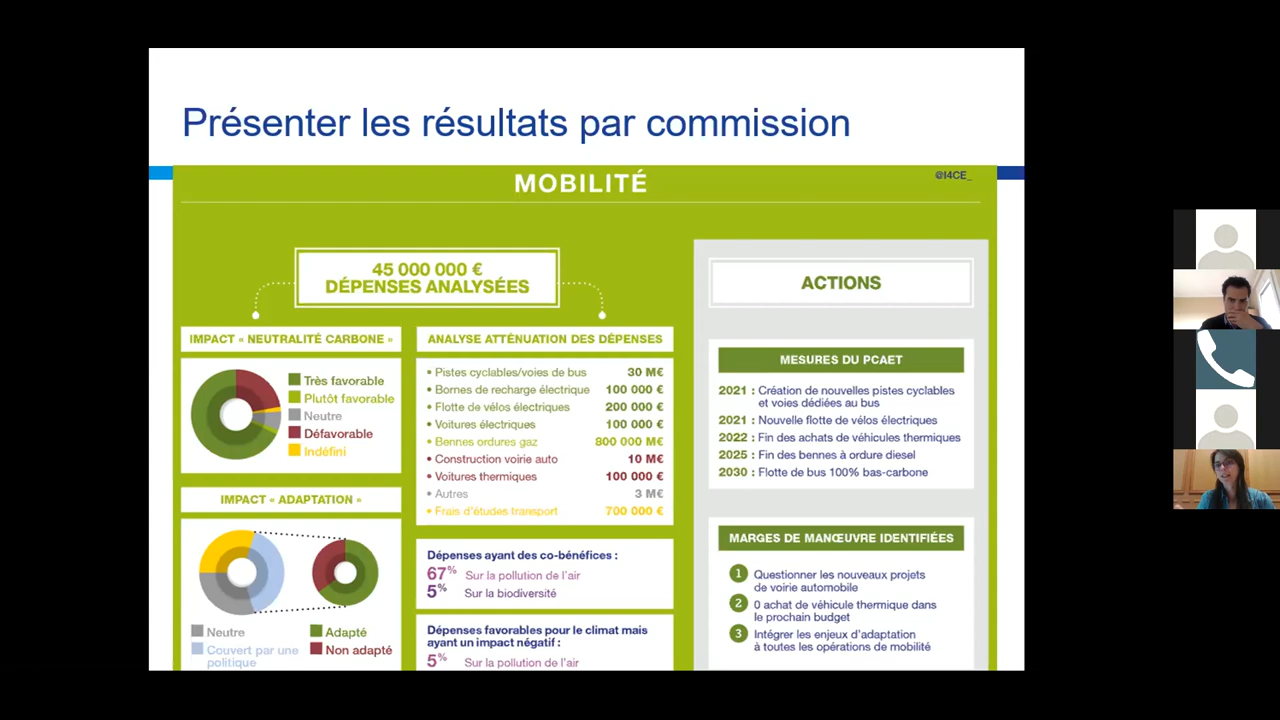 Présenter les résultats par commission
MOBILITÉ
@I4CE_
45 000 000 €
DÉPENSES ANALYSÉES
IMPACT « NEUTRALITÉ CARBONE »
Très favorable
Plutôt favorable
Neutre
Défavorable
Indéfini
IMPACT « ADAPTATION »
Neutre
Couvert par une
politique
Adapté
Non adapté
ANALYSE ATTÉNUATION DES DÉPENSES
• Pistes cyclables/voies de bus 30 M€
• Bornes de recharge électrique 100 000 €
• Flotte de vélos électriques 200 000 €
• Voitures électriques 100 000 €
• Bennes ordures gaz 800 000 M€
• Construction voirie auto 10 M€
• Voitures thermiques 100 000 €
• Autres 3 M€
• Frais d'études transport 700 000 €
Dépenses ayant des co-bénéfices :
67% Sur la pollution de l'air
5% Sur la biodiversité
Dépenses favorables pour le climat mais
ayant un impact négatif :
5% Sur la pollution de l'air
ACTIONS
MESURES DU PCAET
2021 : Création de nouvelles pistes cyclables
et voies dédiées au bus
2021 : Nouvelle flotte de vélos électriques
2022 : Fin des achats de véhicules thermiques
2025 : Fin des bennes à ordure diesel
2030 : Flotte de bus 100% bas-carbone
MARGES DE MANŒUVRE IDENTIFIÉES
1 Questionner les nouveaux projets
de voirie automobile
2 0 achat de véhicule thermique dans
le prochain budget
3 Intégrer les enjeux d'adaptation
à toutes les opérations de mobilité